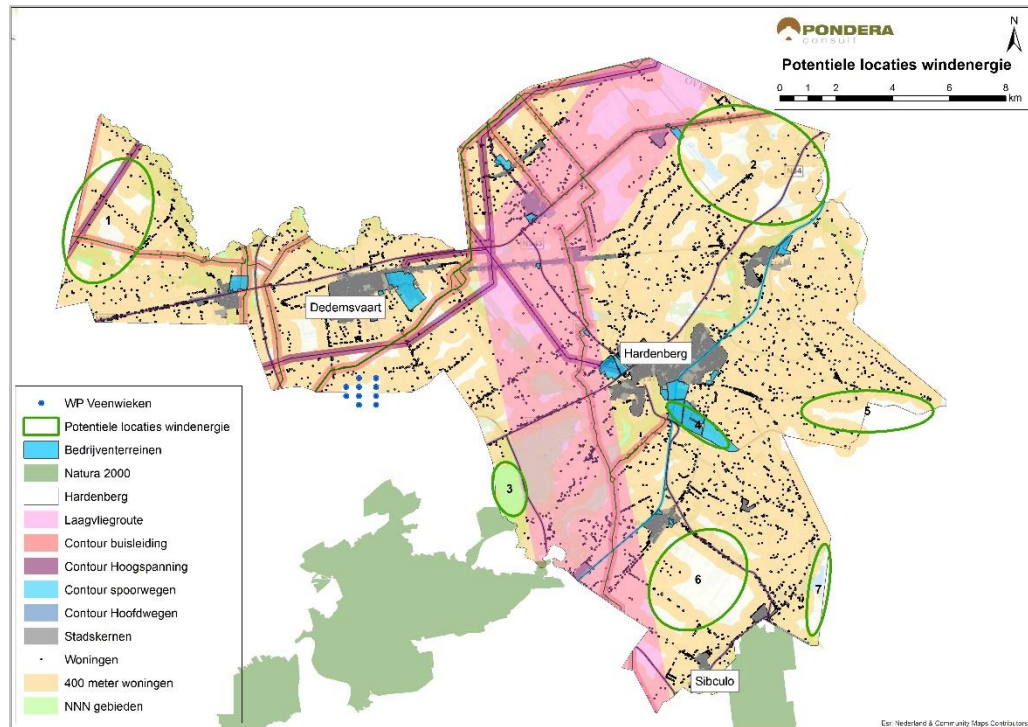 PONDERA
consult
N
Potentiele locaties windenergie
0 2 4 6 8
km
2
N34
1
Dedemsvaart
Hardenberg
5
4
3
6
7
Sibculo
WP Veenwieken
Potentiele locaties windenergie
Bedrijventerreinen
Natura 2000
Hardenberg
Laagvliegroute
Contour buisleiding
Contour Hoogspanning
Contour spoorwegen
Contour Hoofdwegen
Stadskernen
Woningen
400 meter woningen
NNN gebieden
Esri Nederland & Community Maps Contributors